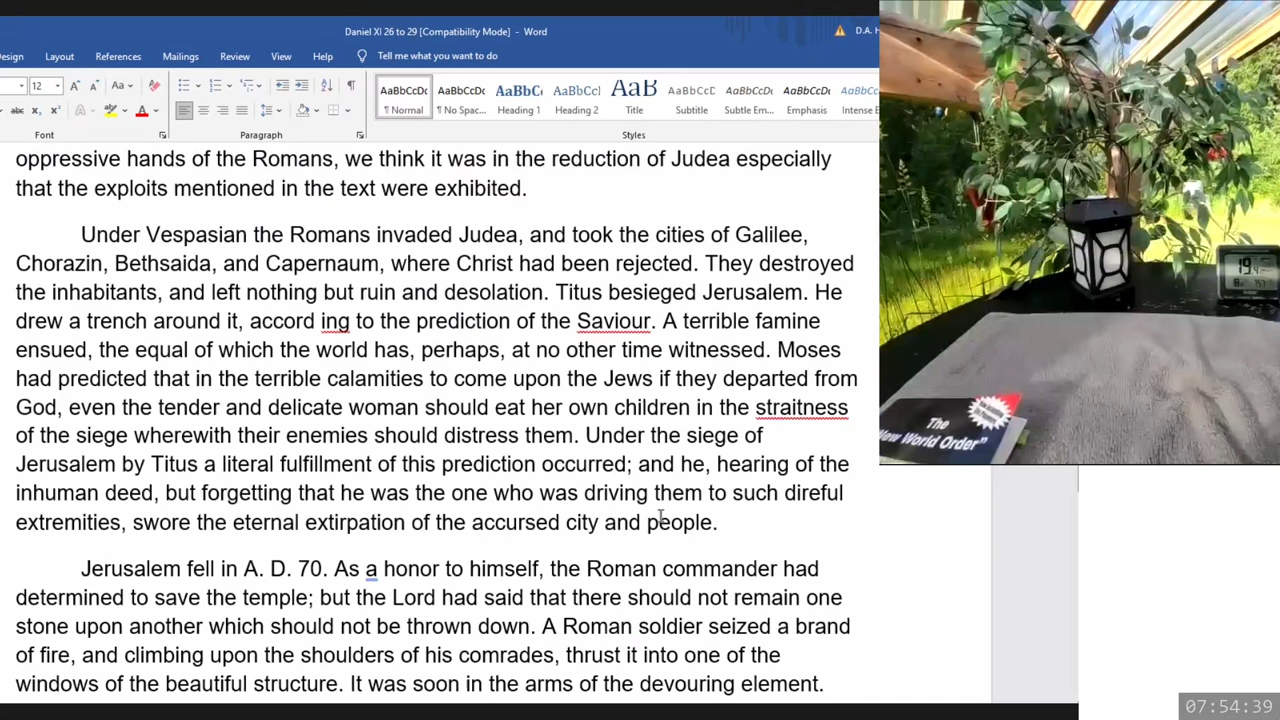 Daniel XI 26 to 29 [Compatibility Mode] - Word
D.A. H
esign Layout References Mailings Review View Help Tell me what you want to do
12 Aa
AaBbCcDc AaBbCcDc AaBbC AaBbCcC AaB AaBbCcD AaBbCcDc AaBbCcDc AaBbCcDc
¶ Normal ¶ No Spac... Heading 1 Heading 2 Title Subtitle Subtle Em... Emphasis Intense E
Font Paragraph Styles
oppressive hands of the Romans, we think it was in the reduction of Judea especially
that the exploits mentioned in the text were exhibited.
Under Vespasian the Romans invaded Judea, and took the cities of Galilee,
Chorazin, Bethsaida, and Capernaum, where Christ had been rejected. They destroyed
the inhabitants, and left nothing but ruin and desolation. Titus besieged Jerusalem. He
drew a trench around it, accord ing to the prediction of the Saviour. A terrible famine
ensued, the equal of which the world has, perhaps, at no other time witnessed. Moses
had predicted that in the terrible calamities to come upon the Jews if they departed from
God, even the tender and delicate woman should eat her own children in the straitness
of the siege wherewith their enemies should distress them. Under the siege of
Jerusalem by Titus a literal fulfillment of this prediction occurred; and he, hearing of the
inhuman deed, but forgetting that he was the one who was driving them to such direful
extremities, swore the eternal extirpation of the accursed city and people.
Jerusalem fell in A. D. 70. As a honor to himself, the Roman commander had
determined to save the temple; but the Lord had said that there should not remain one
stone upon another which should not be thrown down. A Roman soldier seized a brand
of fire, and climbing upon the shoulders of his comrades, thrust it into one of the
windows of the beautiful structure. It was soon in the arms of the devouring element.
The
New World Order"
07:54:39